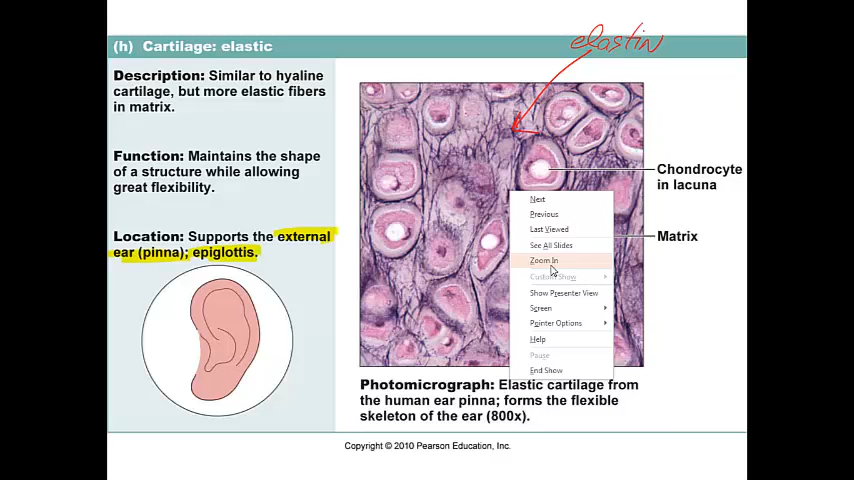 elastin
(h) Cartilage: elastic
Description: Similar to hyaline
cartilage, but more elastic fibers
in matrix.
Function: Maintains the shape
of a structure while allowing
great flexibility.
Location: Supports the external
ear (pinna); epiglottis.
Chondrocyte
in lacuna
Matrix
Next
Previous
Last Viewed
See All Slides
Zoom In
Custom Show
Show Presenter View
Screen
Pointer Options
Help
Pause
End Show
Photomicrograph: Elastic cartilage from
the human ear pinna; forms the flexible
skeleton of the ear (800x).
Copyright © 2010 Pearson Education, Inc.